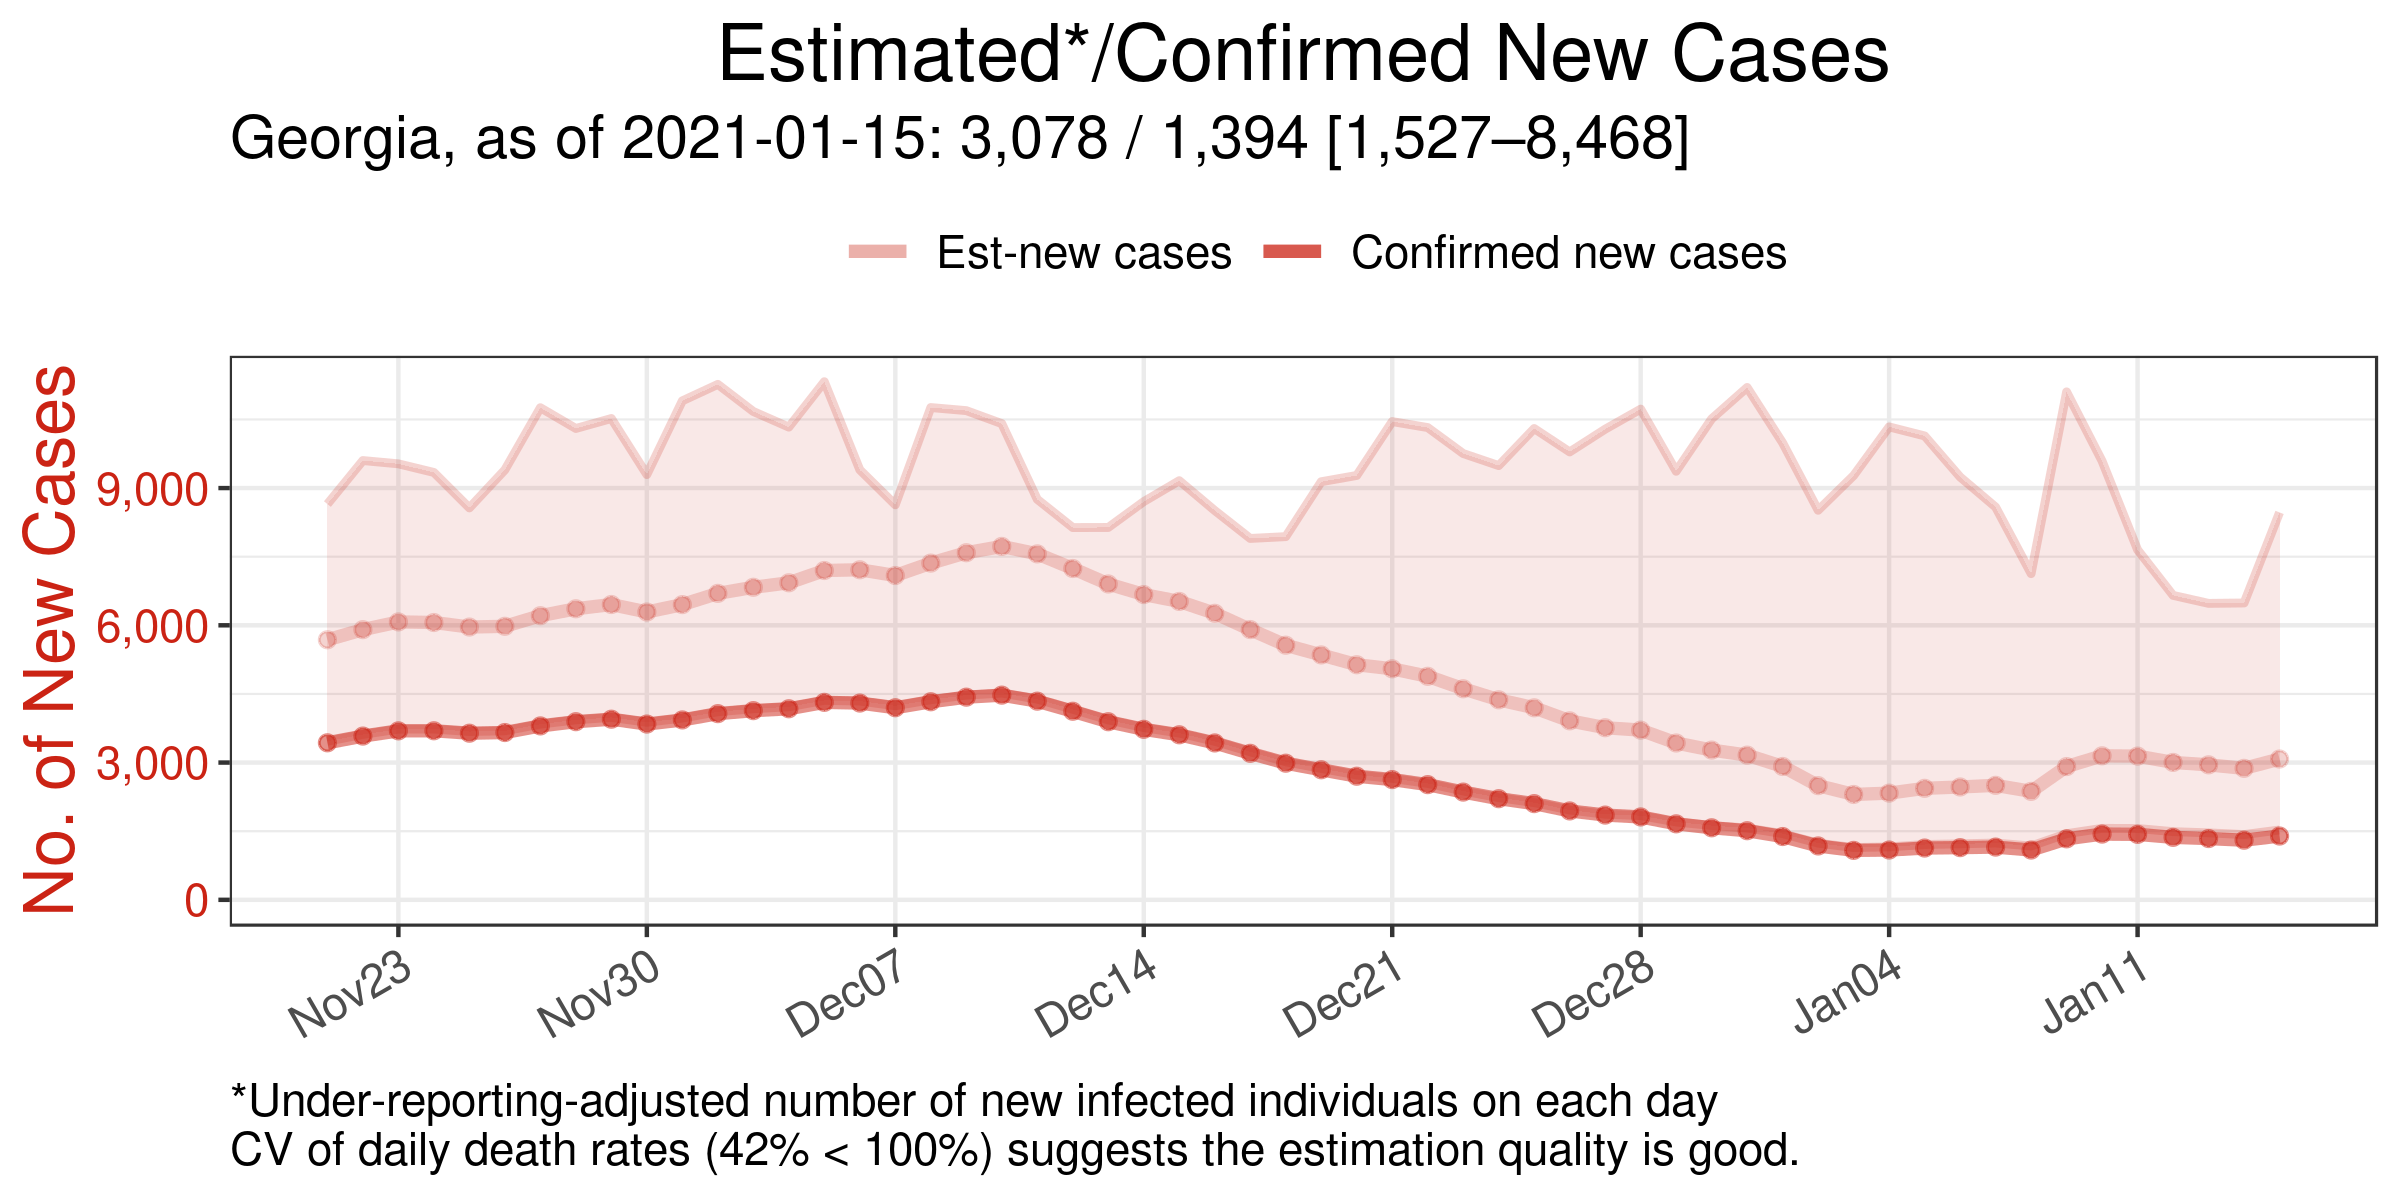 Estimated*/Confirmed New Cases
Georgia, as of 2021-01-15: 3,078 / 1,394 [1,527–8,468]
Est-new cases Confirmed new cases
No. of New Cases
9,000
6,000
3,000
0
Nov23 Nov30 Dec07 Dec14 Dec21 Dec28 Jan04 Jan11
*Under-reporting-adjusted number of new infected individuals on each day
CV of daily death rates (42% < 100%) suggests the estimation quality is good.